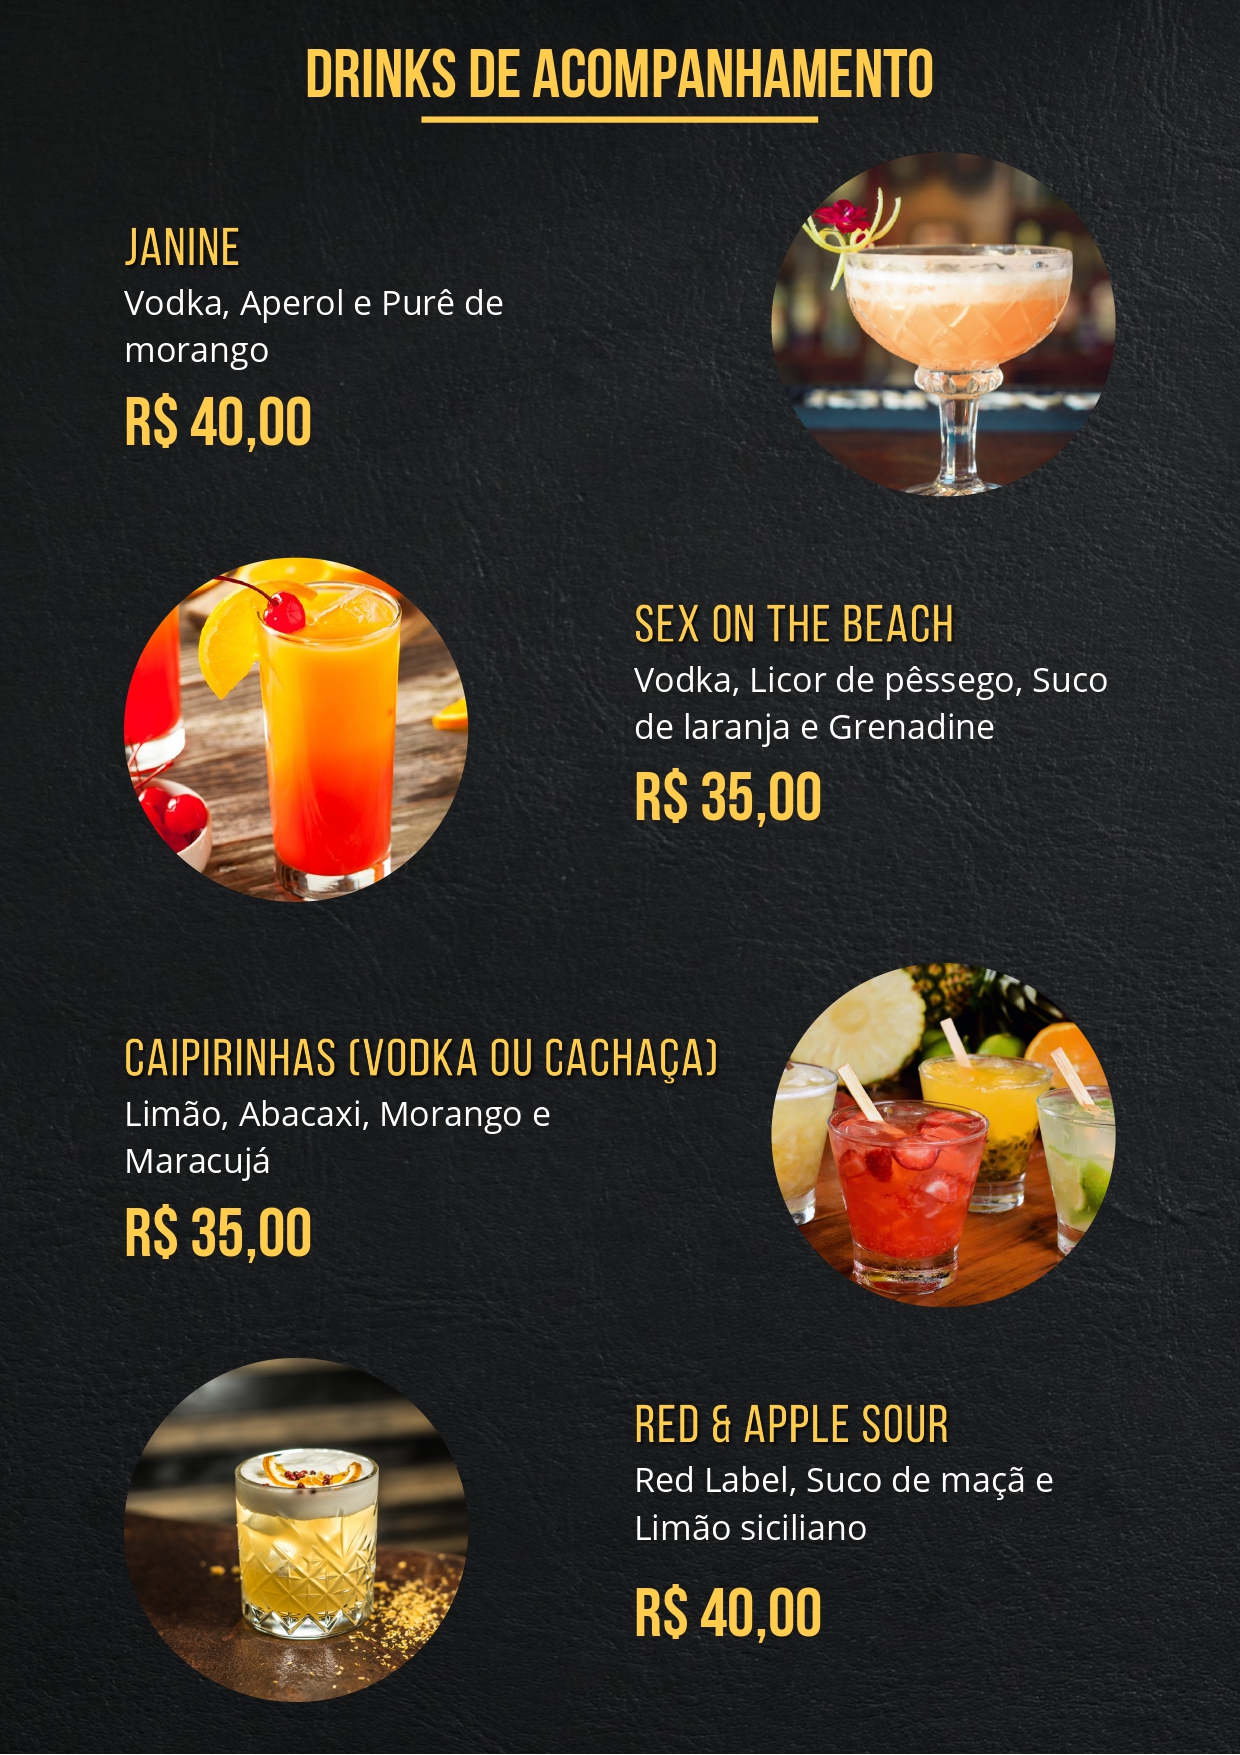 DRINKS DE ACOMPANHAMENTO
JANINE
Vodka, Aperol e Purê de
morango
R$ 40,00
SEX ON THE BEACH
Vodka, Licor de pêssego, Suco
de laranja e Grenadine
R$ 35,00
CAIPIRINHAS (VODKA OU CACHAÇA)
Limão, Abacaxi, Morango e
Maracujá
R$ 35,00
RED & APPLE SOUR
Red Label, Suco de maçã e
Limão siciliano
R$ 40,00